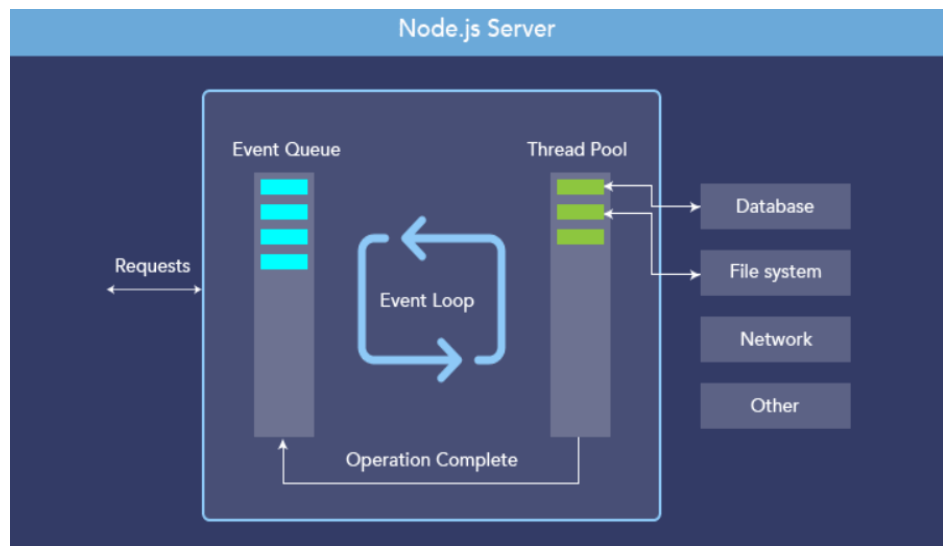 Node.js Server
Event Queue
Thread Pool
Database
Requests
File system
Event Loop
Network
Other
Operation Complete